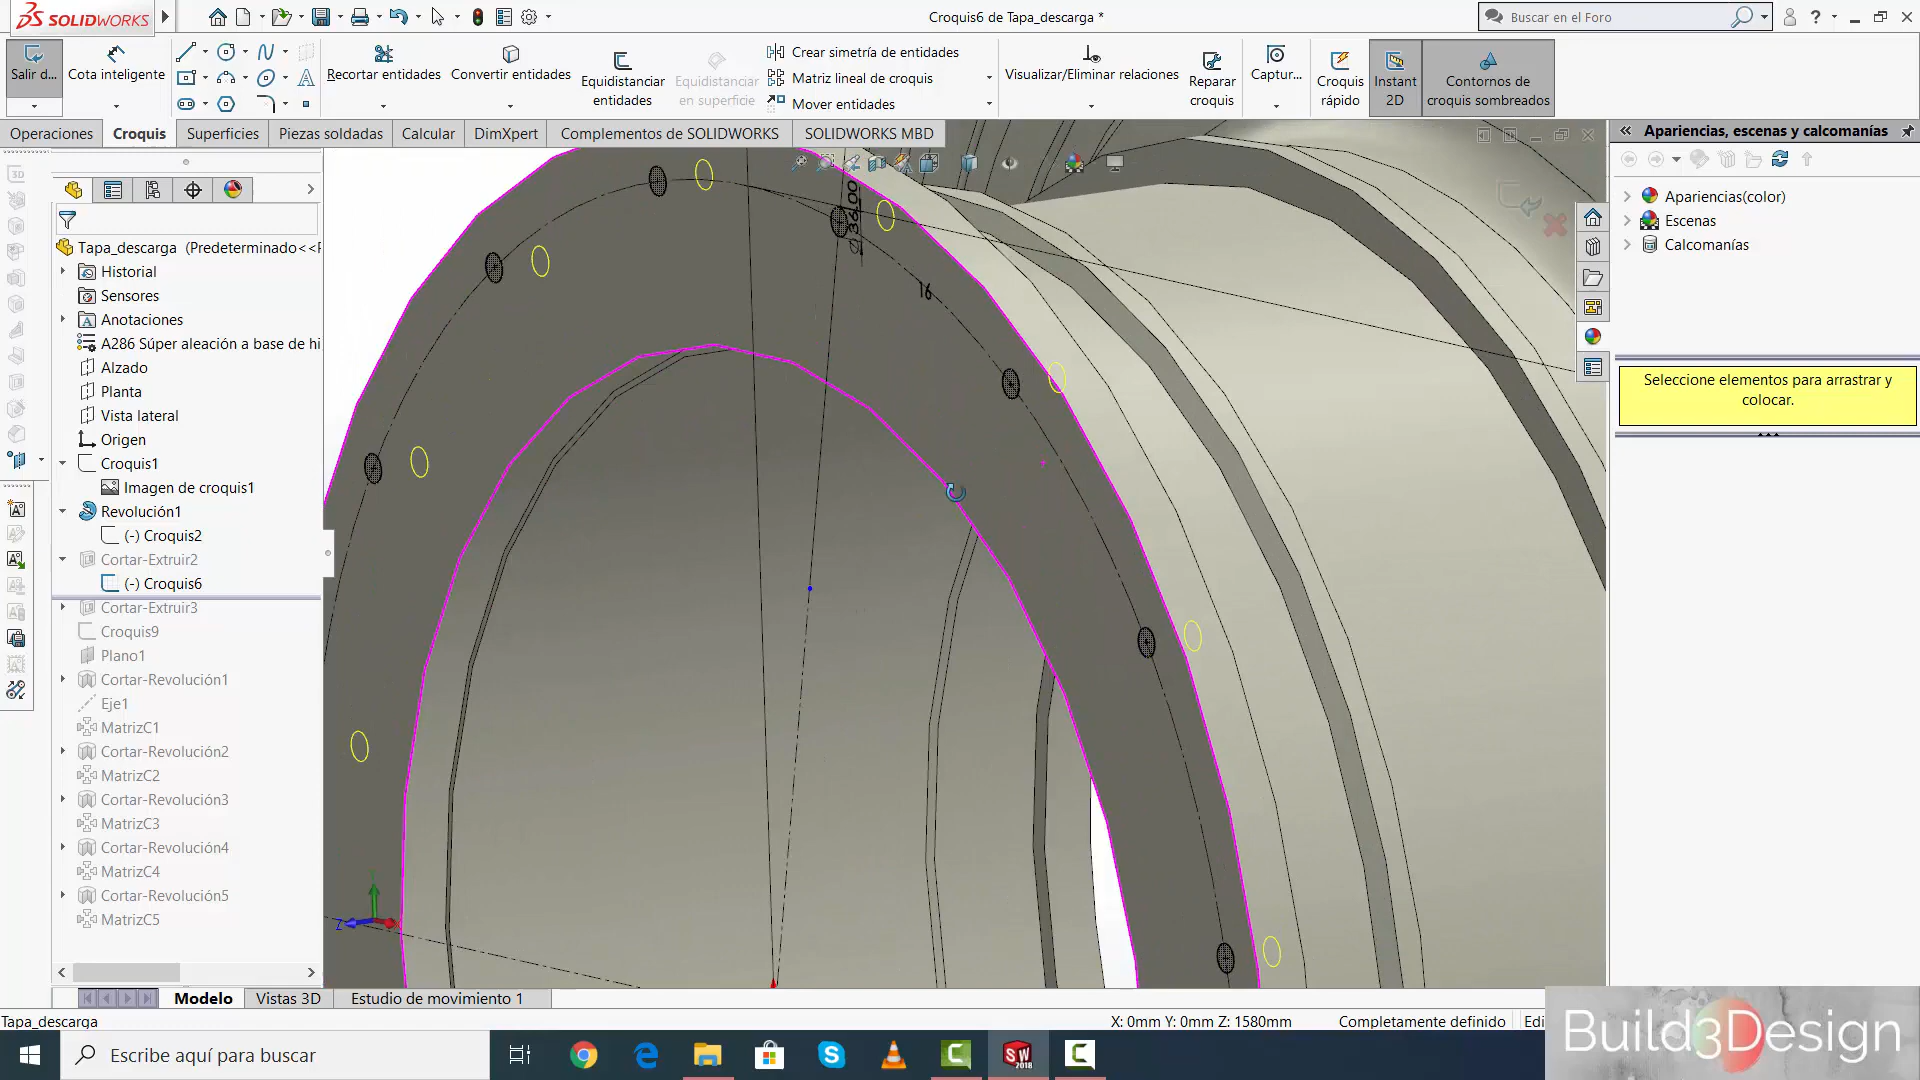 SOLIDWORKS
Croquis6 de Tapa_descarga *
Buscar en el Foro
Salir d...
Cota inteligente
Recortar entidades
Convertir entidades
Equidistanciar entidades
Equidistanciar en superficie
Crear simetría de entidades
Matriz lineal de croquis
Mover entidades
Visualizar/Eliminar relaciones
Reparar croquis
Captur...
Croquis rápido
Instant 2D
Contornos de croquis sombreados
Operaciones
Croquis
Superficies
Piezas soldadas
Calcular
DimXpert
Complementos de SOLIDWORKS
SOLIDWORKS MBD
Apariencias, escenas y calcomanías
Apariencias(color)
Escenas
Calcomanías
Seleccione elementos para arrastrar y
colocar.
Tapa_descarga (Predeterminado<<F
Historial
Sensores
Anotaciones
A286 Súper aleación a base de hi
Alzado
Planta
Vista lateral
Origen
Croquis1
Imagen de croquis1
Revolución1
(-) Croquis2
Cortar-Extruir2
(-) Croquis6
Cortar-Extruir3
Croquis9
Plano1
Cortar-Revolución1
Eje1
MatrizC1
Cortar-Revolución2
MatrizC2
Cortar-Revolución3
MatrizC3
Cortar-Revolución4
MatrizC4
Cortar-Revolución5
MatrizC5
Ø 36.00
16
Z
Modelo
Vistas 3D
Estudio de movimiento 1
Tapa_descarga
X: 0mm Y: 0mm Z: 1580mm
Completamente definido
Edi
Build3Design
Escribe aquí para buscar